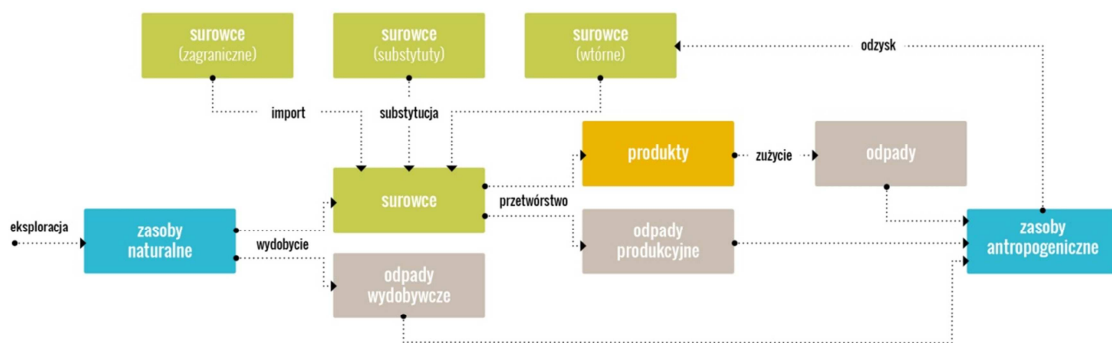 surowce
(zagraniczne)
surowce
(substytuty)
surowce
(wtórne)
odzysk
import
substytucja
produkty
zużycie
odpady
surowce
przetwórstwo
eksploracja
zasoby
naturalne
wydobycie
odpady
produkcyjne
zasoby
antropogeniczne
odpady
wydobywcze